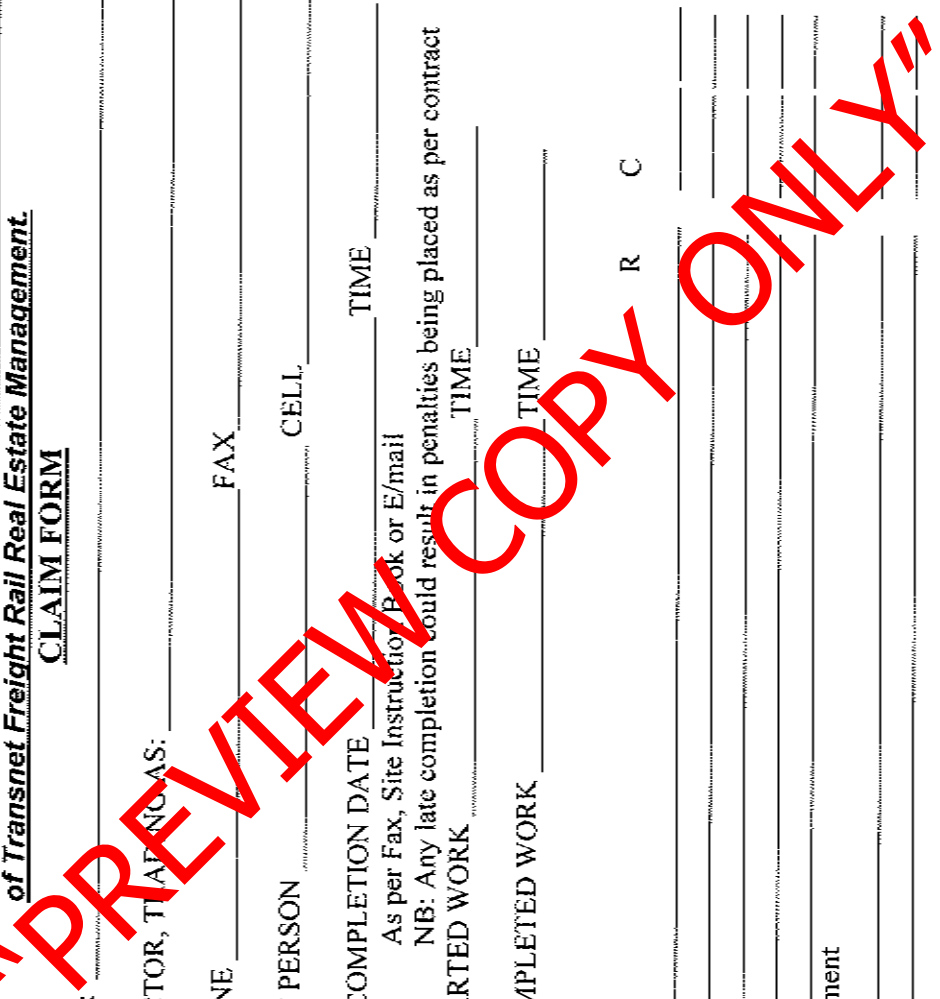 of Transnet Freight Rail Real Estate Management.
CLAIM FORM
TOR, TRADING AS:
NE FAX
PERSON CELL
COMPLETION DATE TIME
As per Fax, Site Instruction Book or E/mail
NB: Any late completion could result in penalties being placed as per contract
RTED WORK TIME
MPLETED WORK TIME
R C
ment
"PREVIEW COPY ONLY"